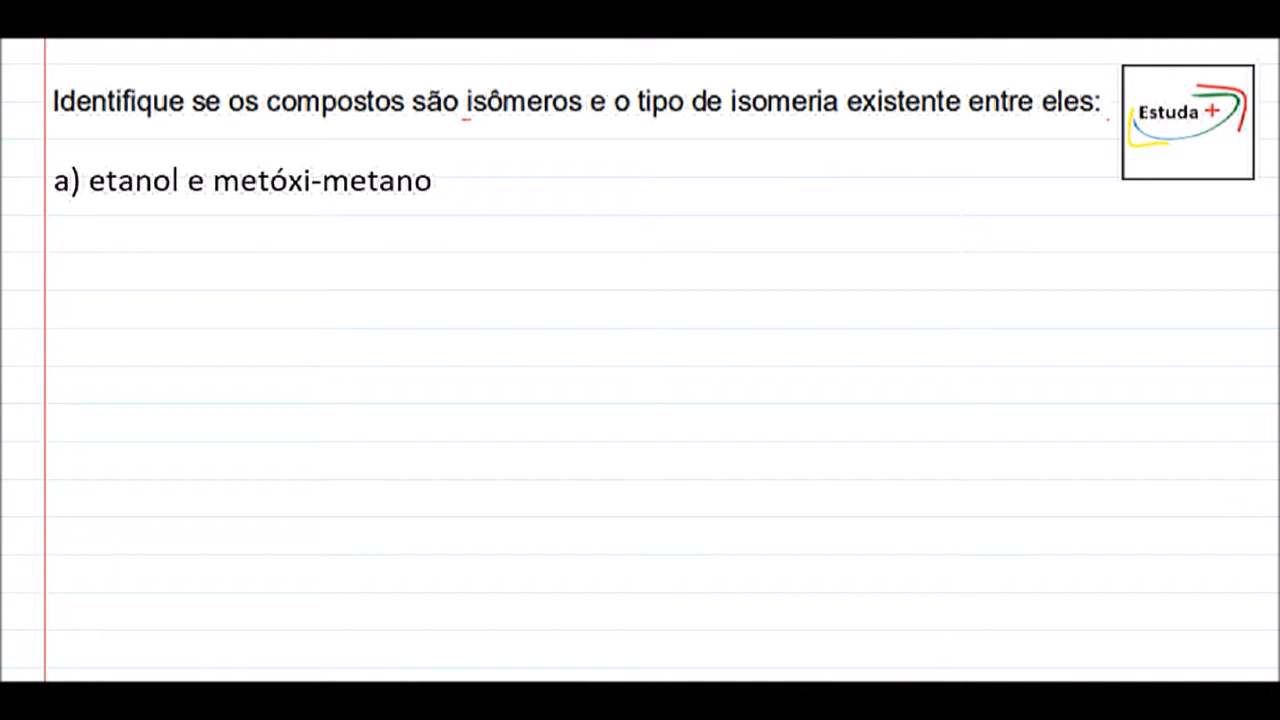 Identifique se os compostos são isômeros e o tipo de isomeria existente entre eles:
Estuda +
a) etanol e metóxi-metano